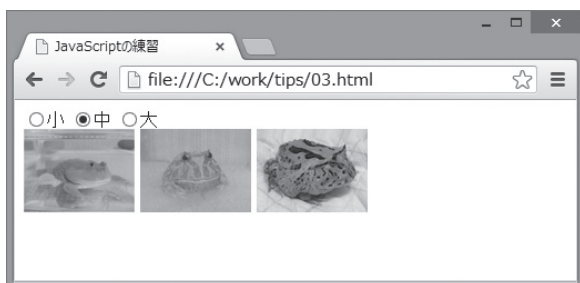 JavaScriptの練習
file:///C:/work/tips/03.html
小 中 大